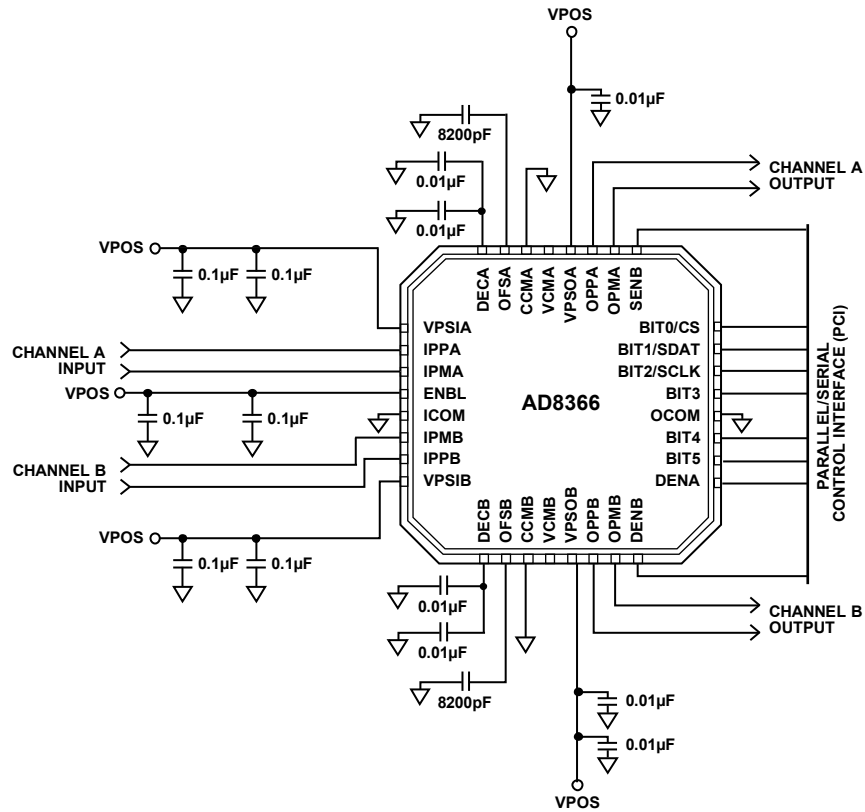 VPOS
0.01µF
8200pF
0.01µF
0.01µF
CHANNEL A
OUTPUT
VPOS
0.1µF
0.1µF
DECA
OFSA
CCMA
VCMA
VPSOA
OPPA
OPMA
SENB
VPSIA
IPPA
IPMA
ENBL
ICOM
IPMB
IPPB
VPSIB
CHANNEL A
INPUT
VPOS
0.1µF
0.1µF
CHANNEL B
INPUT
VPOS
0.1µF
0.1µF
AD8366
BIT0/CS
BIT1/SDAT
BIT2/SCLK
BIT3
OCOM
BIT4
BIT5
DENA
PARALLEL/SERIAL
CONTROL INTERFACE (PCI)
DECB
OFSB
CCMB
VCMB
VPSOB
OPPB
OPMB
DENB
0.01µF
0.01µF
8200pF
CHANNEL B
OUTPUT
0.01µF
0.01µF
VPOS